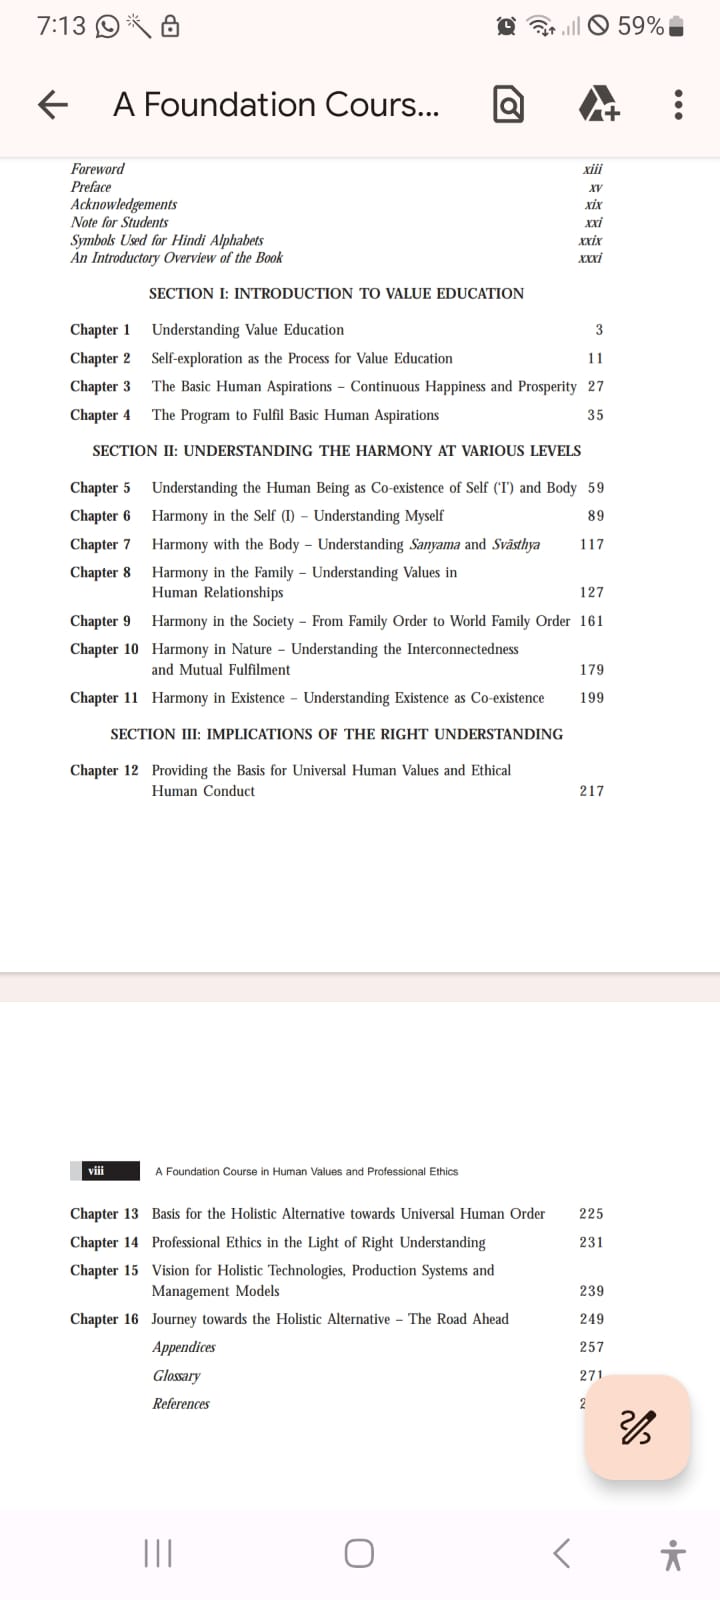 7:13 59%
A Foundation Cours...
Foreword xiii
Preface xv
Acknowledgements xix
Note for Students xxi
Symbols Used for Hindi Alphabets xxix
An Introductory Overview of the Book xxxi
SECTION I: INTRODUCTION TO VALUE EDUCATION
Chapter 1 Understanding Value Education 3
Chapter 2 Self-exploration as the Process for Value Education 11
Chapter 3 The Basic Human Aspirations – Continuous Happiness and Prosperity 27
Chapter 4 The Program to Fulfil Basic Human Aspirations 35
SECTION II: UNDERSTANDING THE HARMONY AT VARIOUS LEVELS
Chapter 5 Understanding the Human Being as Co-existence of Self (‘I’) and Body 59
Chapter 6 Harmony in the Self (I) – Understanding Myself 89
Chapter 7 Harmony with the Body – Understanding Sanyama and Svāsthya 117
Chapter 8 Harmony in the Family – Understanding Values in
Human Relationships 127
Chapter 9 Harmony in the Society – From Family Order to World Family Order 161
Chapter 10 Harmony in Nature – Understanding the Interconnectedness
and Mutual Fulfilment 179
Chapter 11 Harmony in Existence – Understanding Existence as Co-existence 199
SECTION III: IMPLICATIONS OF THE RIGHT UNDERSTANDING
Chapter 12 Providing the Basis for Universal Human Values and Ethical
Human Conduct 217
viii A Foundation Course in Human Values and Professional Ethics
Chapter 13 Basis for the Holistic Alternative towards Universal Human Order 225
Chapter 14 Professional Ethics in the Light of Right Understanding 231
Chapter 15 Vision for Holistic Technologies, Production Systems and
Management Models 239
Chapter 16 Journey towards the Holistic Alternative – The Road Ahead 249
Appendices 257
Glossary 271
References